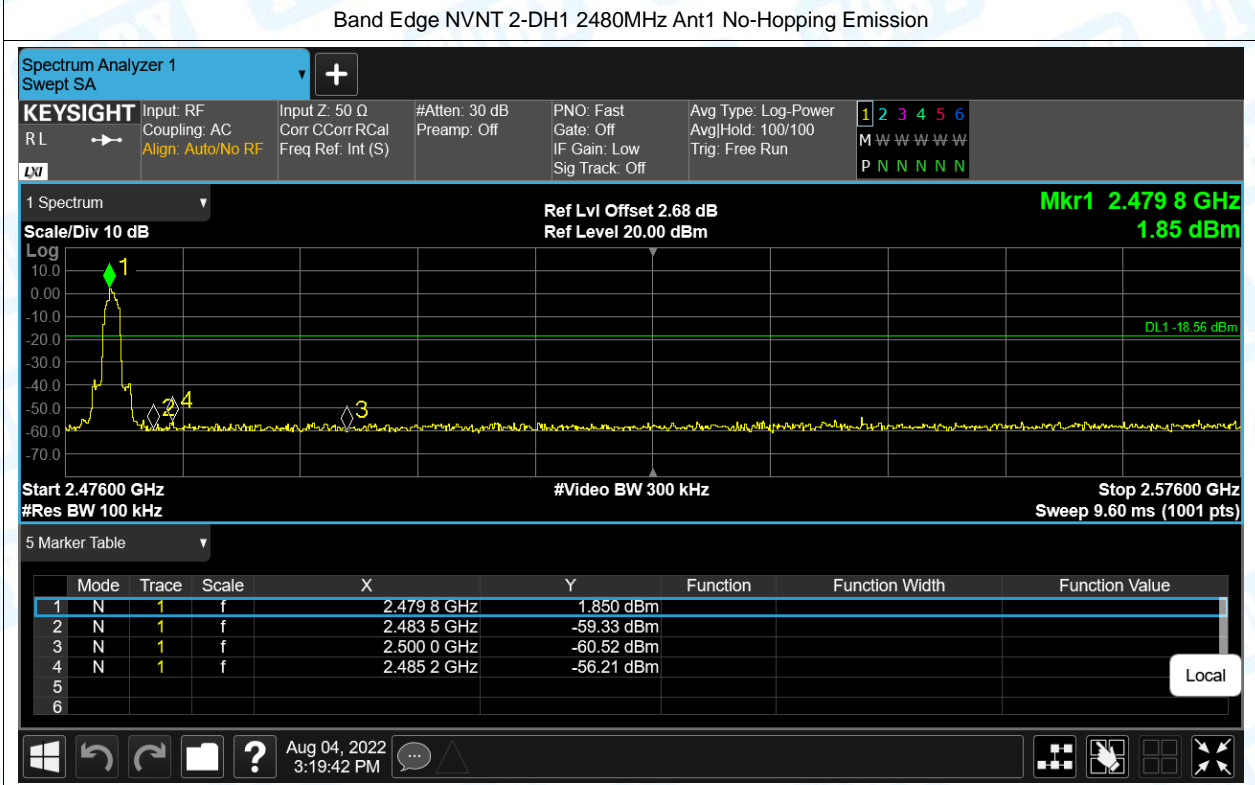 Band Edge NVNT 2-DH1 2480MHz Ant1 No-Hopping Emission
Spectrum Analyzer 1
Swept SA
+
KEYSIGHT Input: RF Input Z: 50 Ω #Atten: 30 dB PNO: Fast Avg Type: Log-Power 1 2 3 4 5 6
R L Coupling: AC Corr CCorr RCal Preamp: Off Gate: Off Avg|Hold: 100/100 M W W W W W
Align: Auto/No RF Freq Ref: Int (S) IF Gain: Low Trig: Free Run
LXI Sig Track: Off P N N N N N
1 Spectrum Ref Lvl Offset 2.68 dB Mkr1 2.479 8 GHz
Scale/Div 10 dB Ref Level 20.00 dBm 1.85 dBm
Log
10.0 1
0.00
-10.0
DL1 -18.56 dBm
-20.0
-30.0
-40.0
-50.0 2 4 3
-60.0
-70.0
Start 2.47600 GHz #Video BW 300 kHz Stop 2.57600 GHz
#Res BW 100 kHz Sweep 9.60 ms (1001 pts)
5 Marker Table
Mode Trace Scale X Y Function Function Width Function Value
1 N 1 f 2.479 8 GHz 1.850 dBm
2 N 1 f 2.483 5 GHz -59.33 dBm
3 N 1 f 2.500 0 GHz -60.52 dBm
4 N 1 f 2.485 2 GHz -56.21 dBm
5
6
Local
? Aug 04, 2022
3:19:42 PM